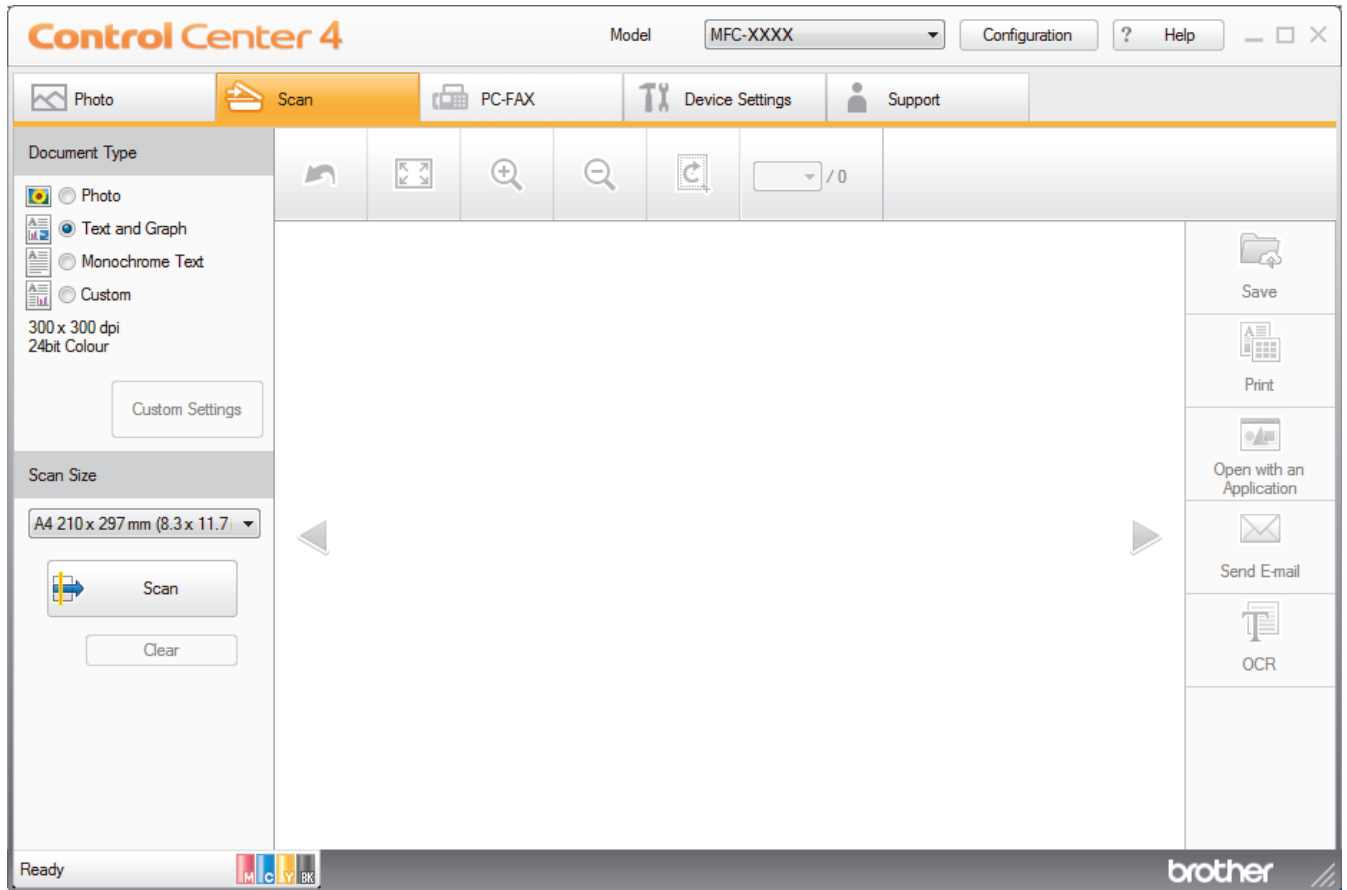 Control Center 4
Model
MFC-XXXX
Configuration
? Help
Photo
Scan
PC-FAX
Device Settings
Support
Document Type
Photo
Text and Graph
Monochrome Text
Custom
300 x 300 dpi
24bit Colour
Custom Settings
Scan Size
A4 210 x 297 mm (8.3 x 11.7
Scan
Clear
/ 0
Save
Print
Open with an
Application
Send E-mail
OCR
Ready
M C Y BK
brother